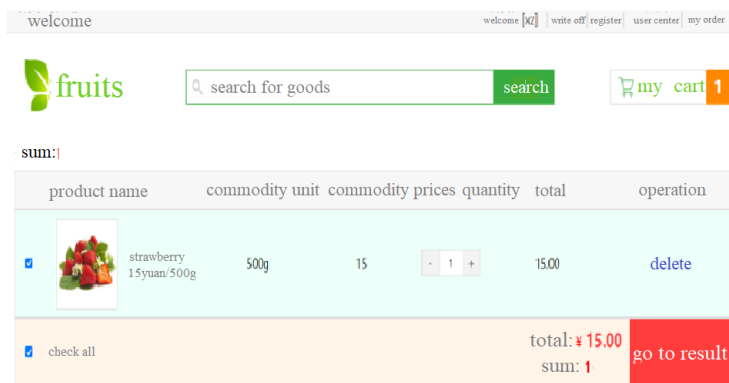 welcome
welcome 〖WZ〗 write off register user center my order
fruits
search for goods
search
my cart 1
sum:1
product name commodity unit commodity prices quantity total operation
strawberry
15yuan/500g
500g 15 - 1 + 15.00 delete
check all
total: ¥ 15.00
sum: 1
go to result